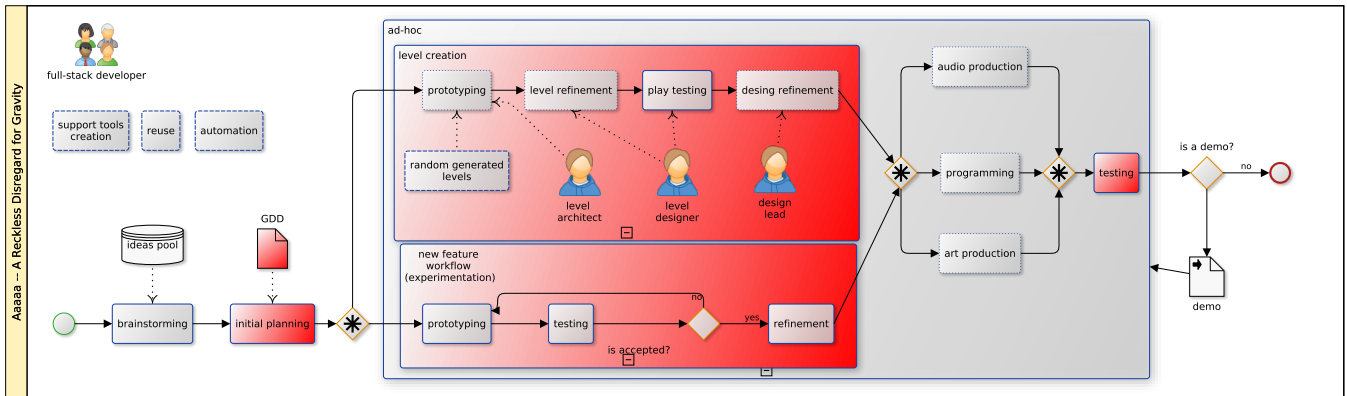 Aaaaa -- A Reckless Disregard for Gravity
full-stack developer
support tools
creation
reuse
automation
ideas pool
GDD
brainstorming
initial planning
ad-hoc
level creation
prototyping
level refinement
play testing
desing refinement
random generated
levels
level
architect
level
designer
design
lead
new feature
workflow
(experimentation)
prototyping
testing
no
is accepted?
yes
refinement
audio production
programming
art production
testing
is a demo?
no
demo